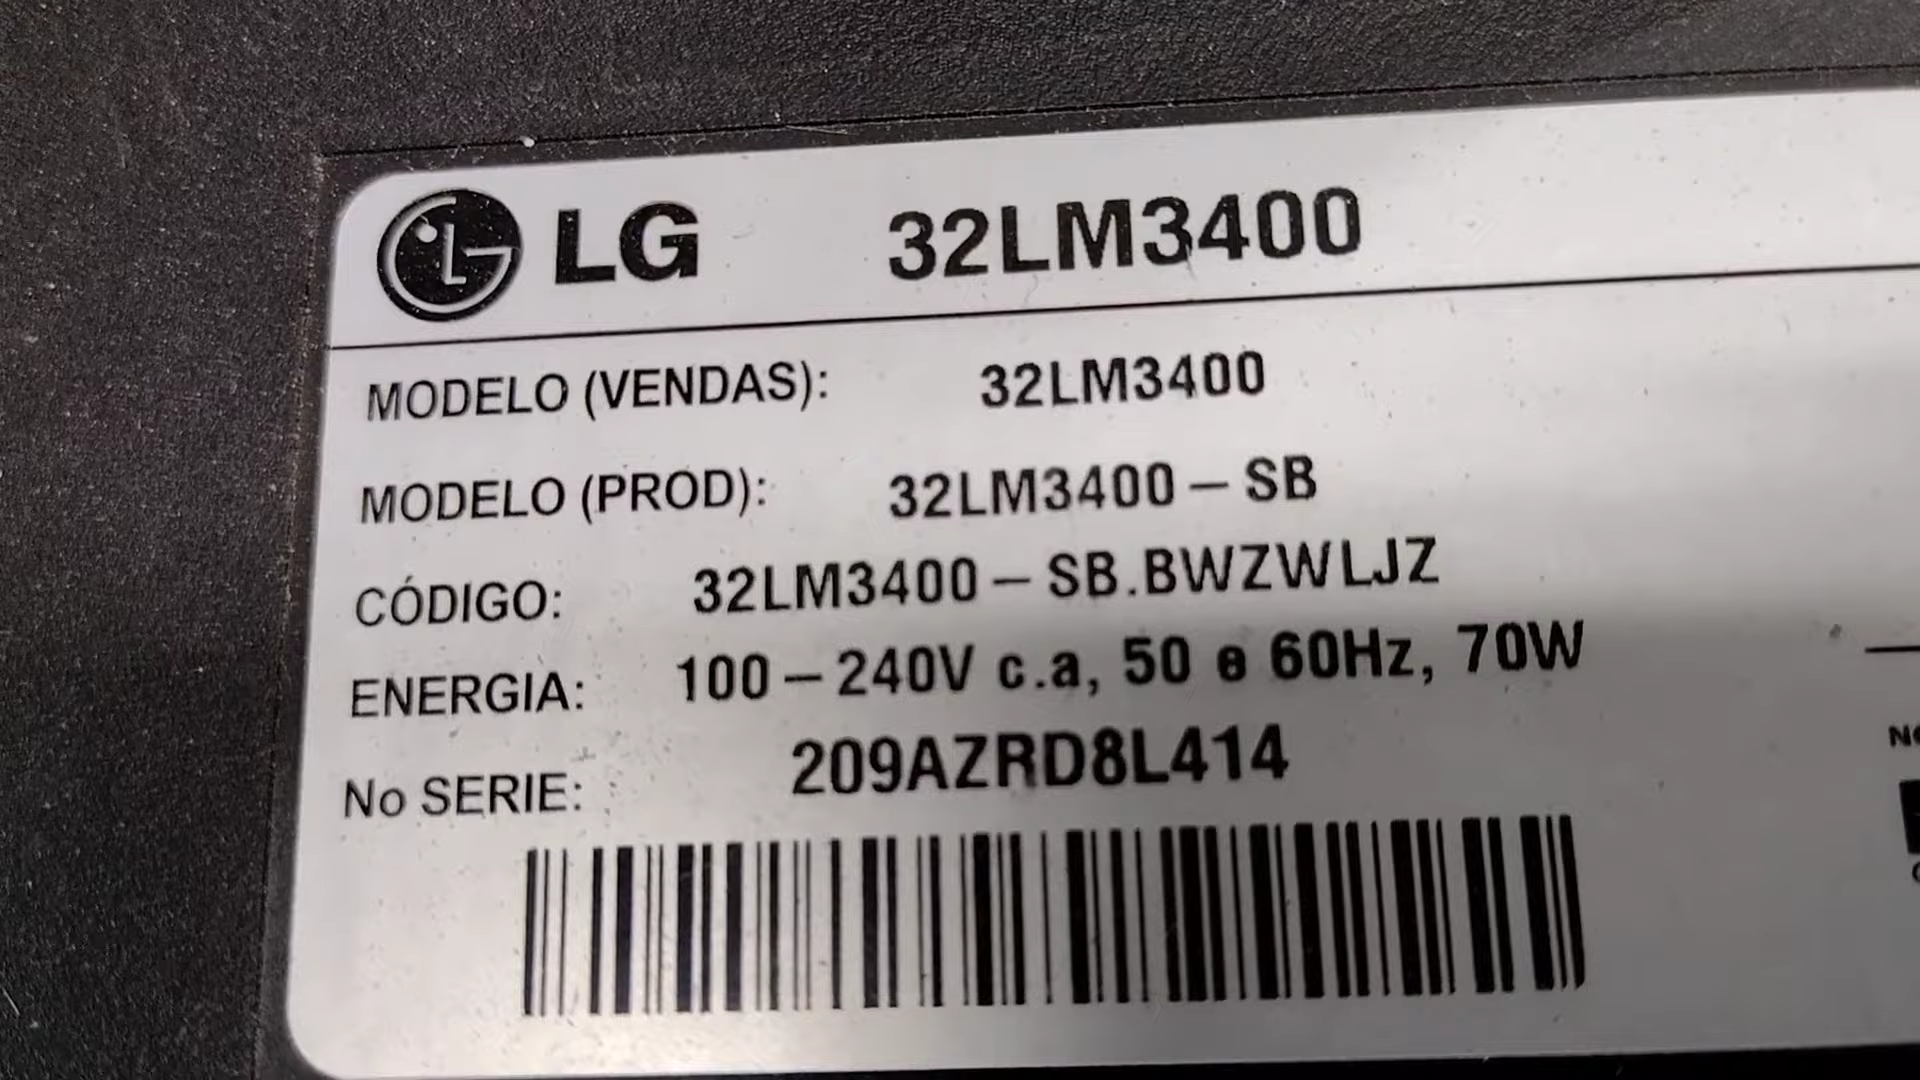 LG 32LM3400
MODELO (VENDAS): 32LM3400
MODELO (PROD): 32LM3400-SB
CÓDIGO: 32LM3400-SB.BWZWLJZ
ENERGIA: 100-240V c.a, 50 e 60Hz, 70W
No SERIE: 209AZRD8L414